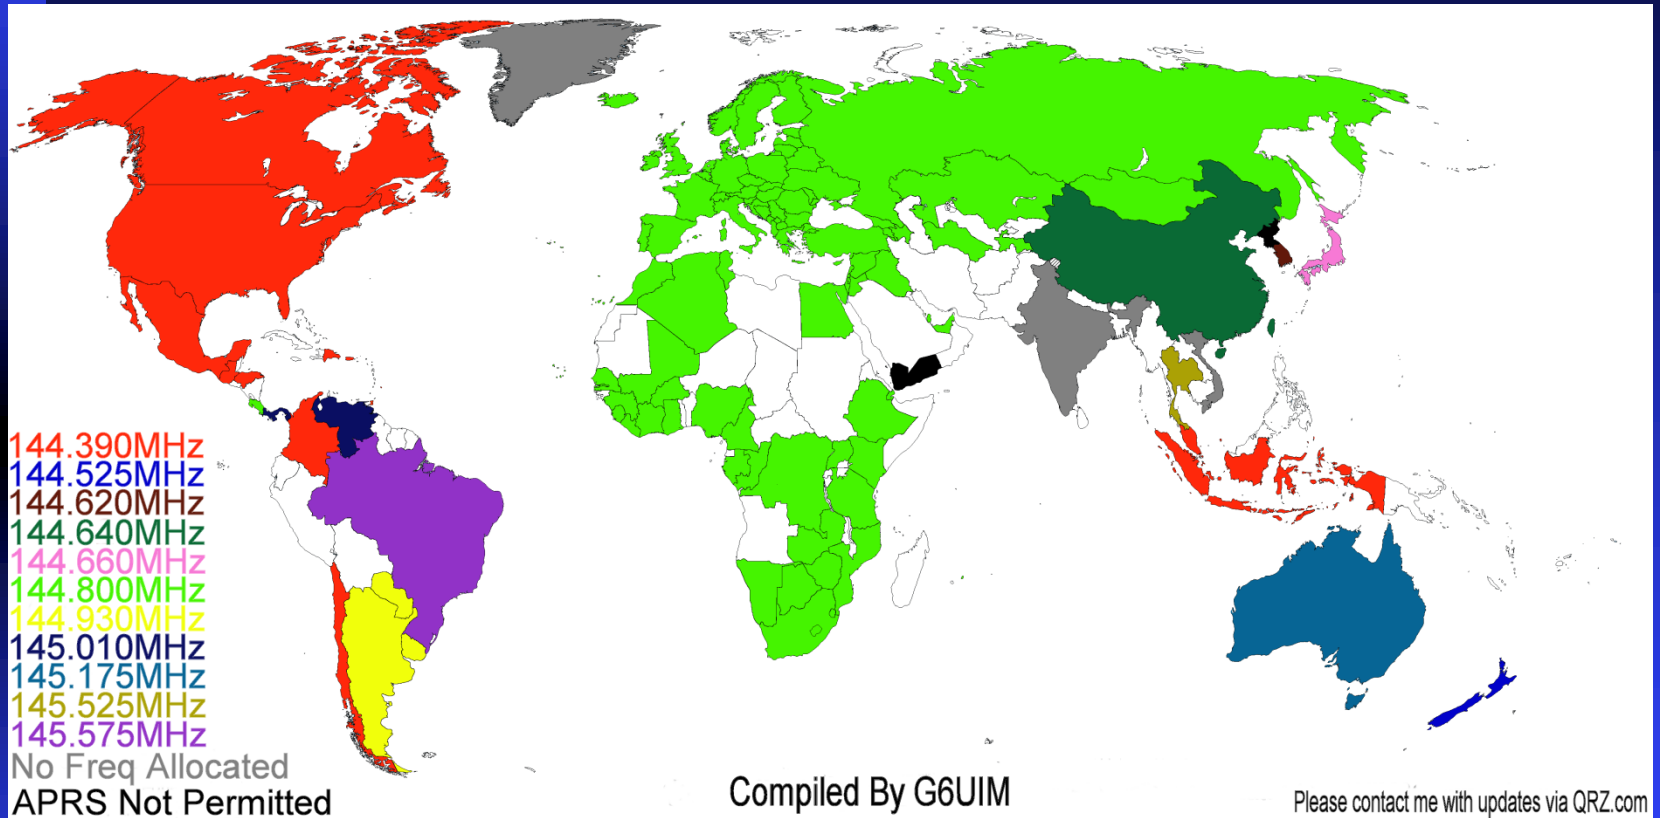 144.390MHz
144.525MHz
144.620MHz
144.640MHz
144.660MHz
144.800MHz
144.930MHz
145.010MHz
145.175MHz
145.525MHz
145.575MHz
No Freq Allocated
APRS Not Permitted
Compiled By G6UIM
Please contact me with updates via QRZ.com